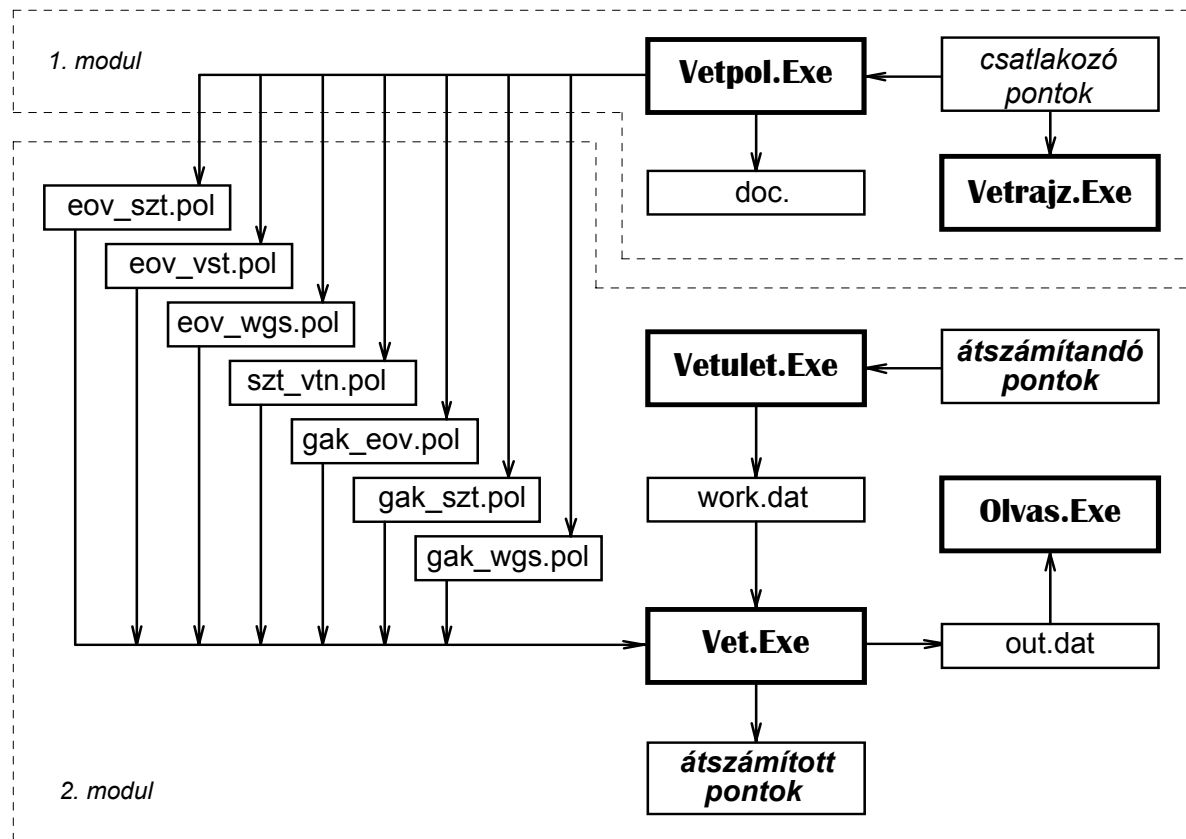 1. modul
Vetpol.Exe
csatlakozó
pontok
doc.
Vetrajz.Exe
eov_szt.pol
eov_vst.pol
eov_wgs.pol
szt_vtn.pol
gak_eov.pol
gak_szt.pol
gak_wgs.pol
Vetulet.Exe
átszámítandó
pontok
work.dat
Olvas.Exe
Vet.Exe
out.dat
átszámított
pontok
2. modul